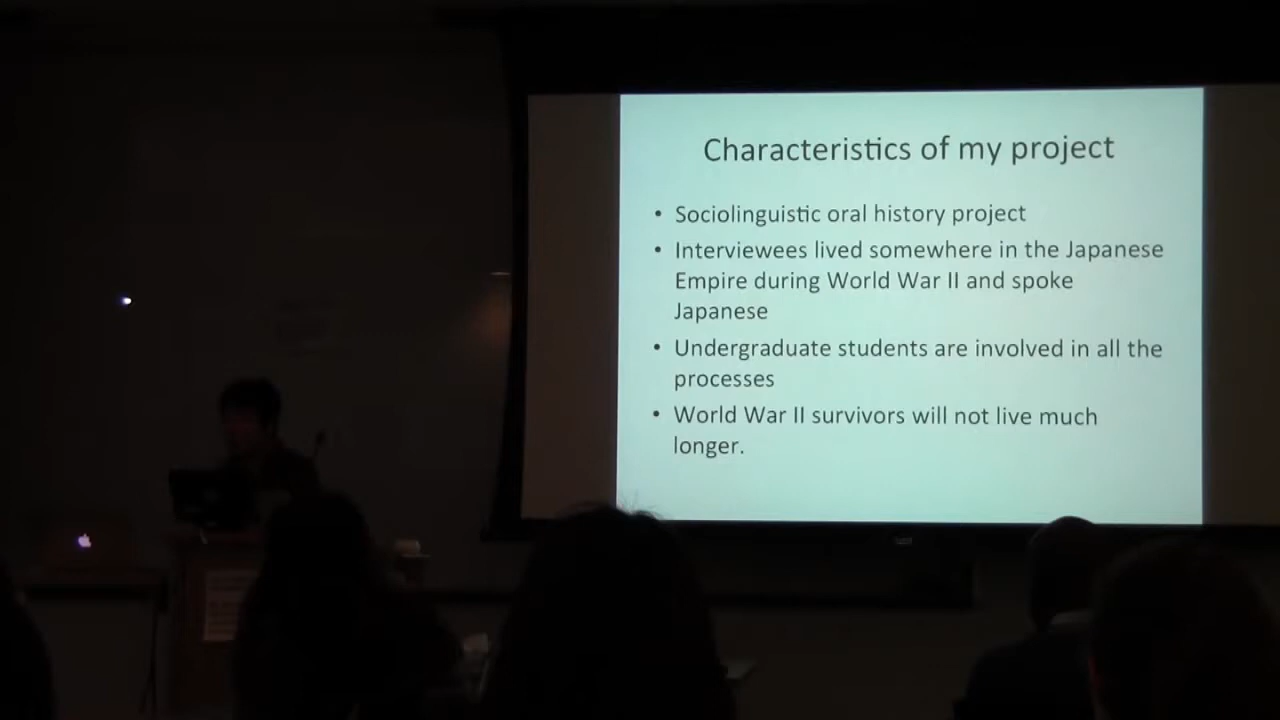 Characteristics of my project
• Sociolinguistic oral history project
• Interviewees lived somewhere in the Japanese
Empire during World War II and spoke
Japanese
• Undergraduate students are involved in all the
processes
• World War II survivors will not live much
longer.